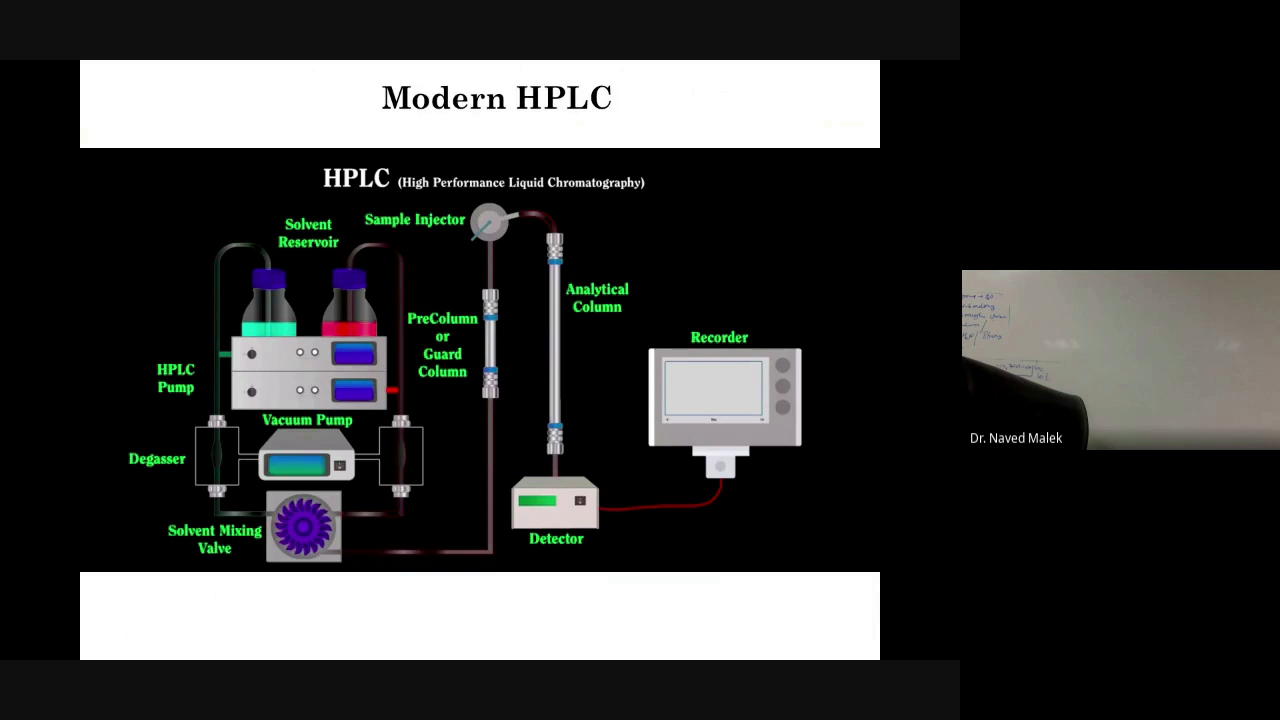 Modern HPLC
HPLC (High Performance Liquid Chromatography)
Solvent
Reservoir
Sample Injector
Analytical
Column
PreColumn
or
Guard
Column
Recorder
HPLC
Pump
Vacuum Pump
Degasser
Solvent Mixing
Valve
Detector
Dr. Naved Malek